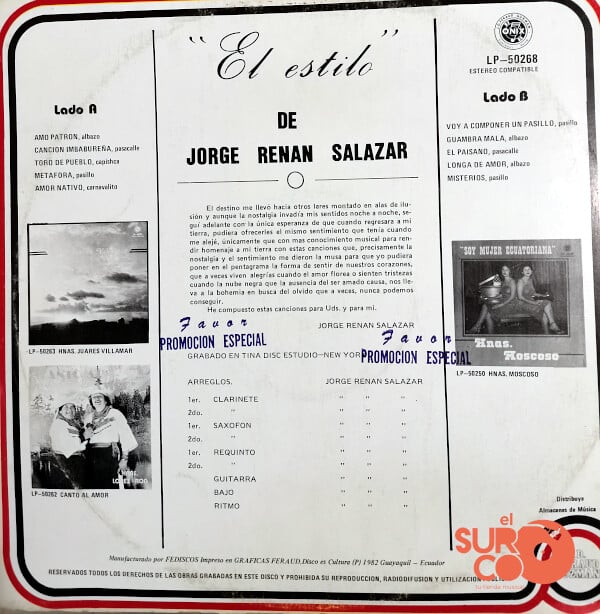 "El estilo"
DE
JORGE RENAN SALAZAR
ONIX
LP-50268
ESTEREO COMPATIBLE
Lado A
AMO PATRON, albazo
CANCION IMBABUREÑA, pasacalle
TORO DE PUEBLO, capishca
METAFORA, pasillo
AMOR NATIVO, carnavalito
Lado B
VOY A COMPONER UN PASILLO, pasillo
GUAMBRA MALA, albazo
EL PAISANO, pasacalle
LONGA DE AMOR, albazo
MISTERIOS, pasillo
El destino me llevó hacia otros lares montado en alas de ilu-
sión y aunque la nostalgia invadía mis sentidos noche a noche, se-
guí adelante con la única esperanza de que cuando regresara a mi
tierra, pudiera ofrecerles el mismo sentimiento que tenía cuando
me alejé, únicamente que con mas conocimiento musical para ren-
dir homenaje a mi tierra con estas canciones que, precisamente la
nostalgia y el sentimiento me dieron la musa para que yo pudiera
poner en el pentagrama la forma de sentir de nuestros corazones,
que a veces viven alegrías cuando el amor florea o sienten tristezas
cuando la nube negra que la ausencia del ser amado causa, nos lle-
va a la bohemia en busca del olvido que a veces, nunca podemos
conseguir.
He compuesto estas canciones para Uds. y para mí.
JORGE RENAN SALAZAR
Favor
PROMOCION ESPECIAL
Favor
PROMOCION ESPECIAL
GRABADO EN TINA DISC ESTUDIO-NEW YORK
ARREGLOS. JORGE RENAN SALAZAR
1er. CLARINETE " " "
2do. " " " "
1er. SAXOFON " " "
2do. " " " "
1er. REQUINTO " " "
2do. " " " "
GUITARRA " " "
BAJO " " "
RITMO " " "
LP-50263 HNAS. JUARES VILLAMAR
HNAS.
LP-50262 CANTO AL AMOR
"SOY MUJER ECUATORIANA"
Hnas.
Moscoso
LP-50250 HNAS. MOSCOSO
Distribuye
Almacenes de Música
Manufacturado por FEDISCOS Impreso en GRAFICAS FERAUD, Disco es Cultura (P) 1982 Guayaquil - Ecuador
RESERVADOS TODOS LOS DERECHOS DE LAS OBRAS GRABADAS EN ESTE DISCO Y PROHIBIDA SU REPRODUCCION, RADIODIFUSION Y UTILIZACION
el
SURCO
tu tienda musical